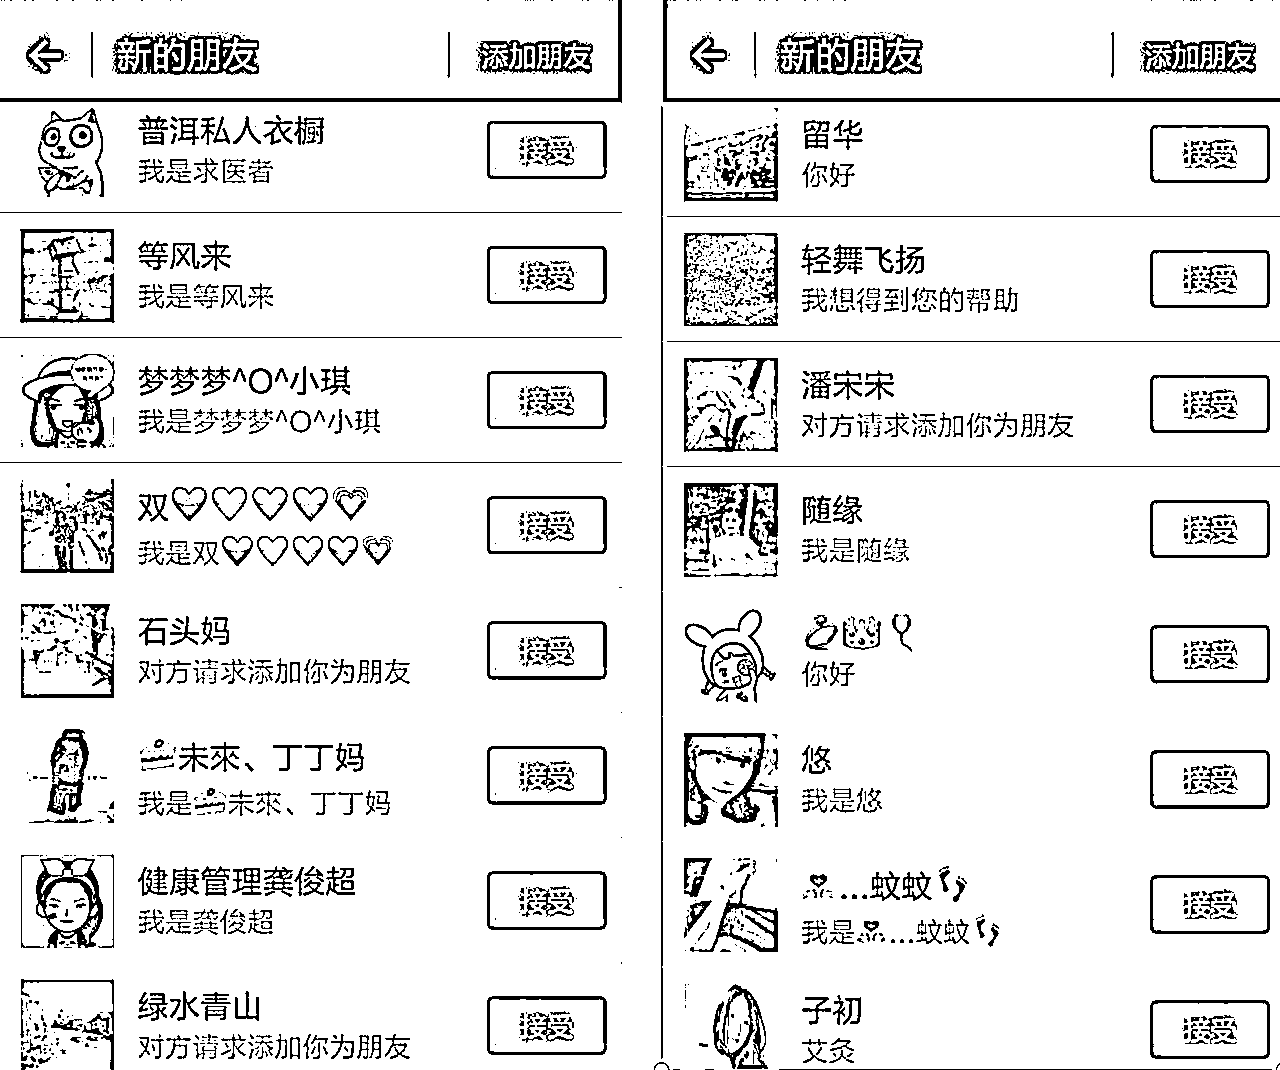 新的朋友
添加朋友
普洱私人衣橱
我是求医者
接受
等风来
我是等风来
接受
梦梦梦^O^小琪
我是梦梦梦^O^小琪
接受
双♡♡♡♡💓
我是双♡♡♡♡💓
接受
石头妈
对方请求添加你为朋友
接受
🍰未來、丁丁妈
我是🍰未來、丁丁妈
接受
健康管理龚俊超
我是龚俊超
接受
绿水青山
对方请求添加你为朋友
接受
新的朋友
添加朋友
留华
你好
接受
轻舞飞扬
我想得到您的帮助
接受
潘宋宋
对方请求添加你为朋友
接受
随缘
我是随缘
接受
💍👑🎈
你好
接受
悠
我是悠
接受
...蚊蚊👣
我是...蚊蚊👣
接受
子初
艾灸
接受